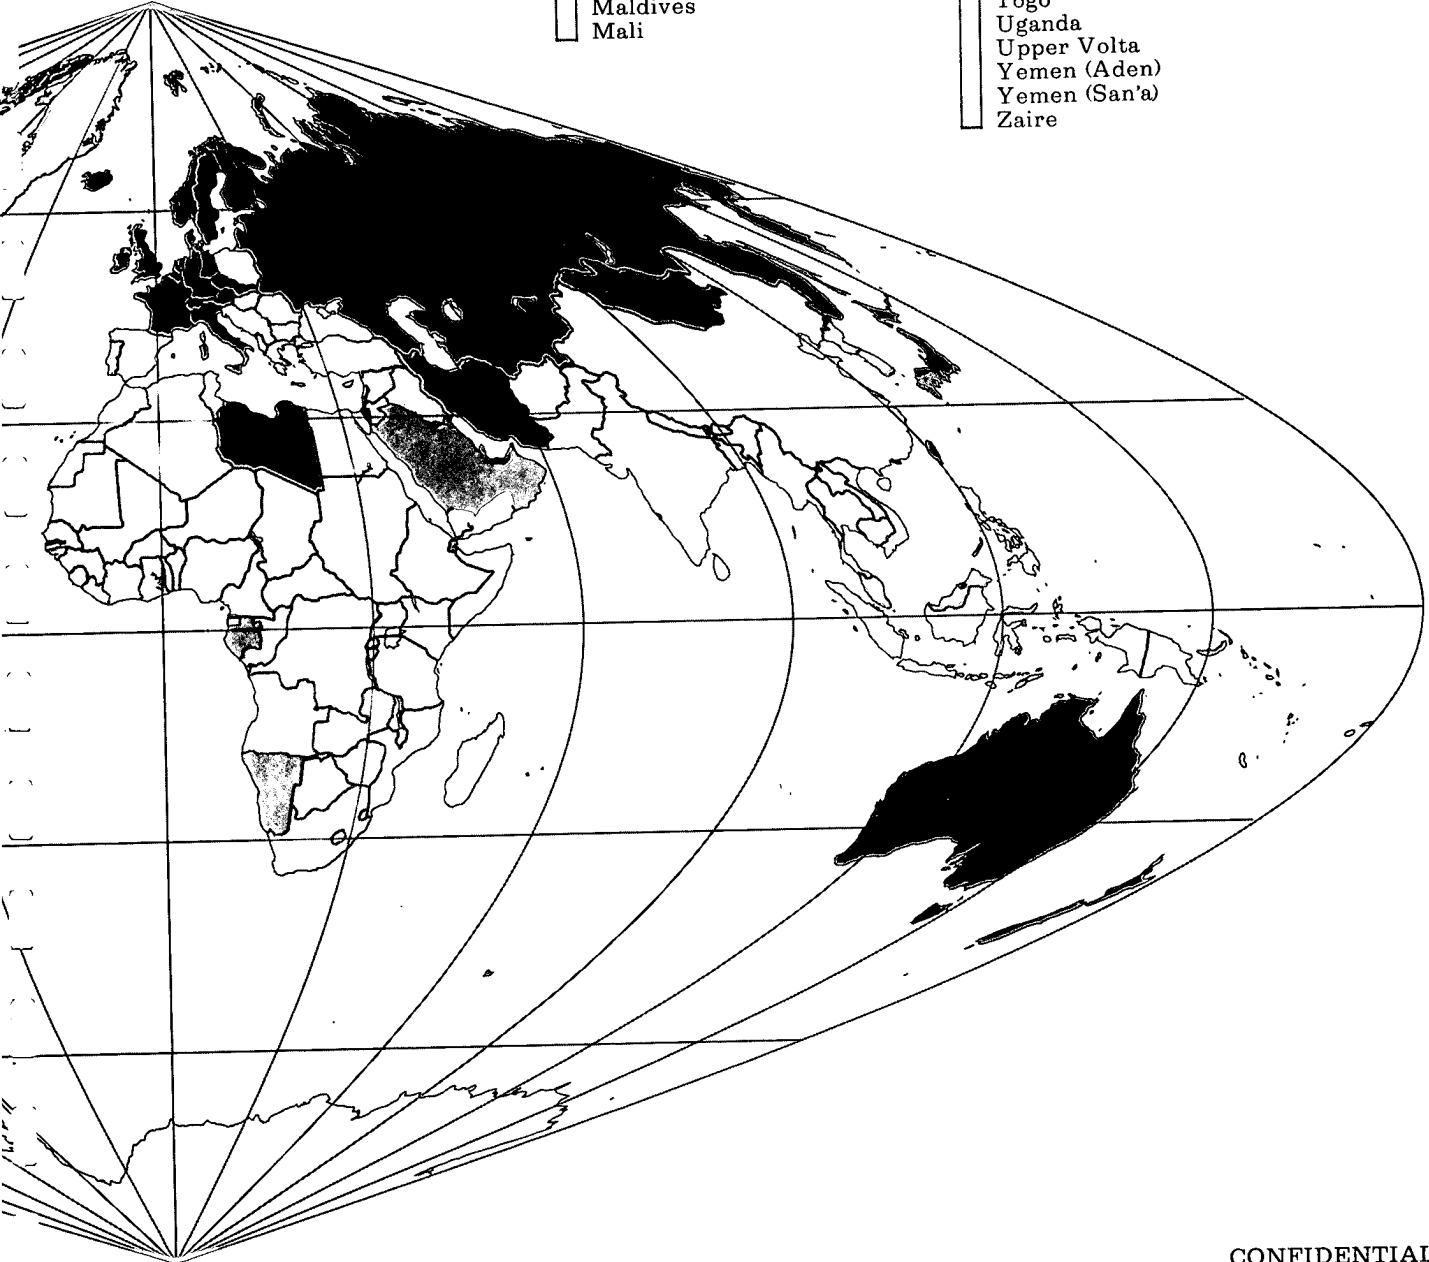 Maldives
Mali
Togo
Uganda
Upper Volta
Yemen (Aden)
Yemen (San'a)
Zaire
CONFIDENTIAL